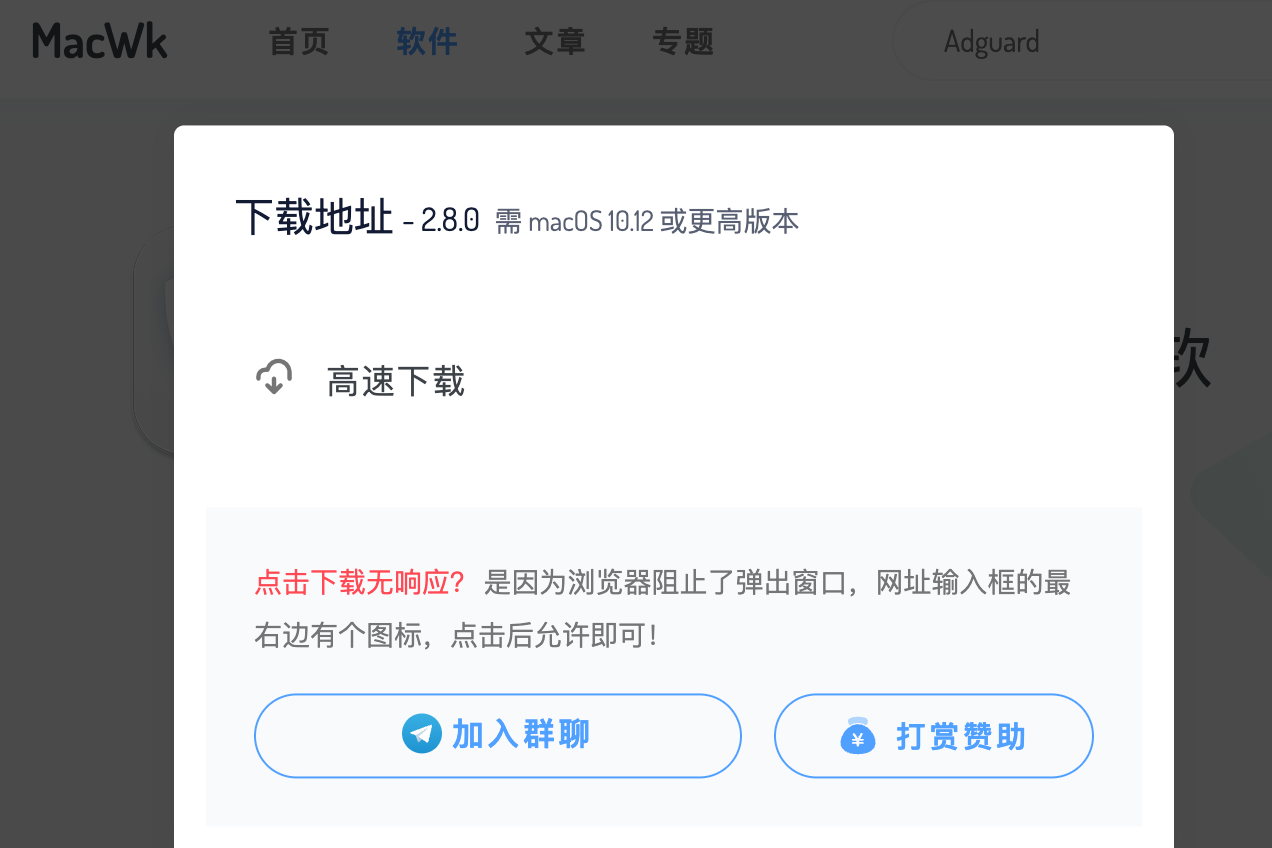 MacWk 首页 软件 文章 专题 Adguard
下载地址 - 2.8.0 需 macOS 10.12 或更高版本
软
高速下载
点击下载无响应？ 是因为浏览器阻止了弹出窗口，网址输入框的最
右边有个图标，点击后允许即可！
加入群聊 打赏赞助